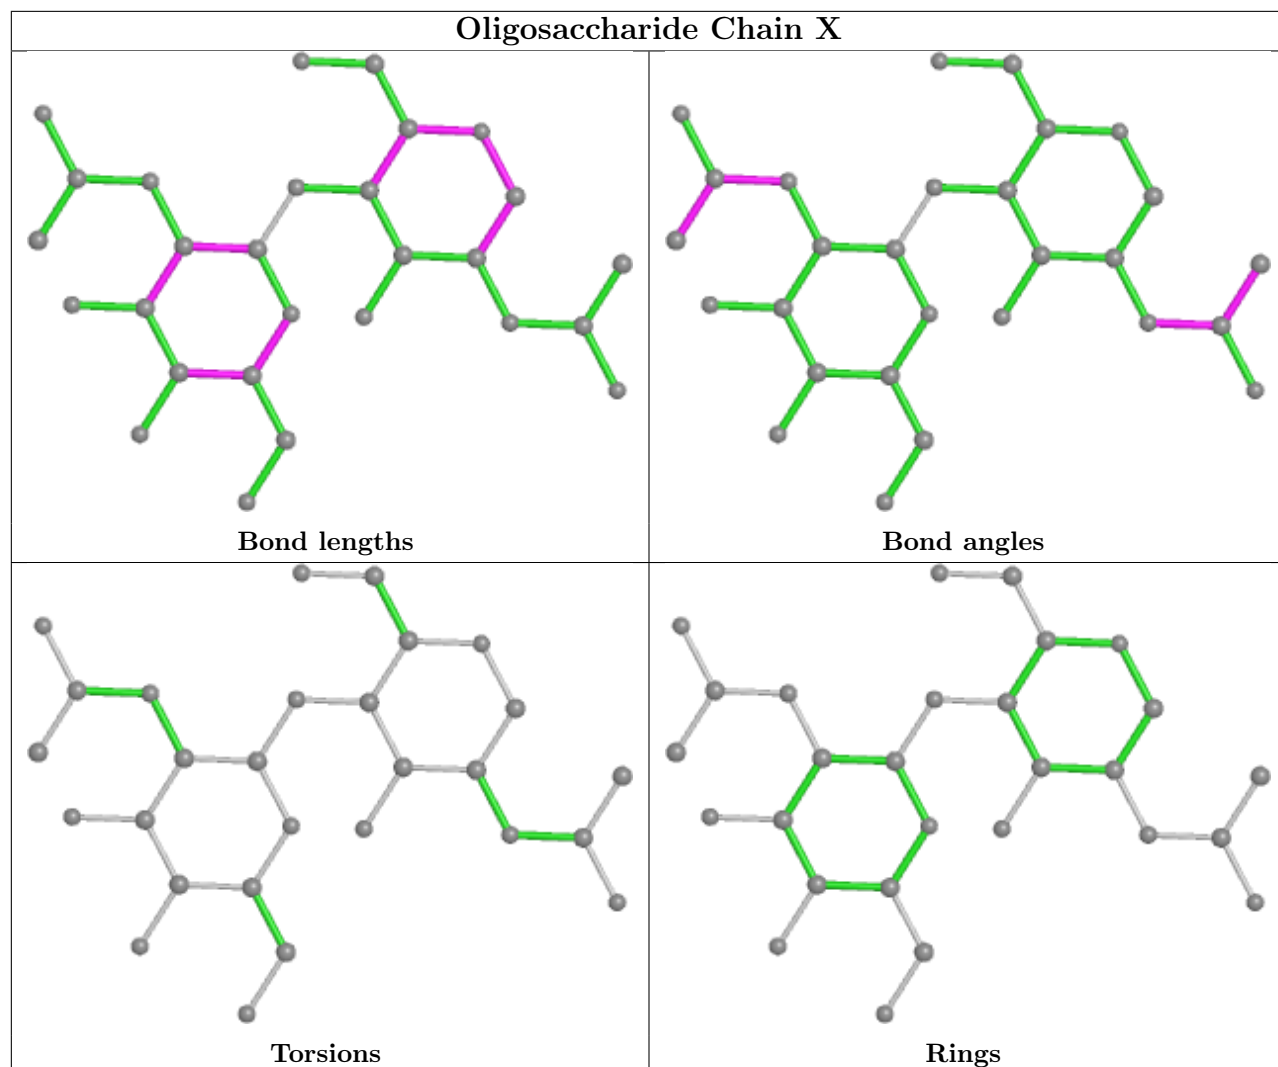 Oligosaccharide Chain X
Bond lengths
Bond angles
Torsions
Rings